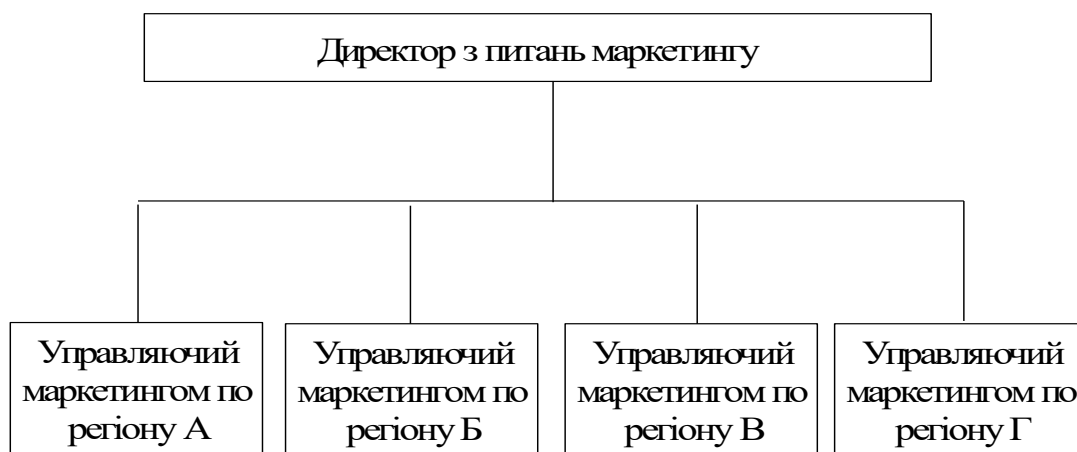 Директор з питань маркетингу
Управляючий
маркетингом по
регіону А
Управляючий
маркетингом по
регіону Б
Управляючий
маркетингом по
регіону В
Управляючий
маркетингом по
регіону Г